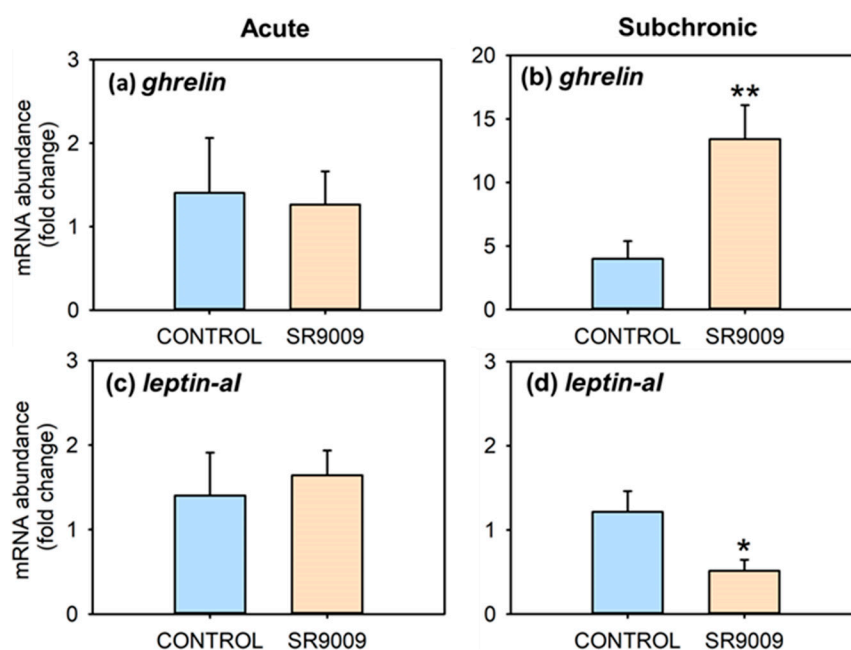 Acute
Subchronic
mRNA abundance
(fold change)
3
2
1
0
(a) ghrelin
CONTROL SR9009
20
15
10
5
0
(b) ghrelin
**
CONTROL SR9009
mRNA abundance
(fold change)
3
2
1
0
(c) leptin-aI
CONTROL SR9009
3
2
1
0
(d) leptin-aI
*
CONTROL SR9009